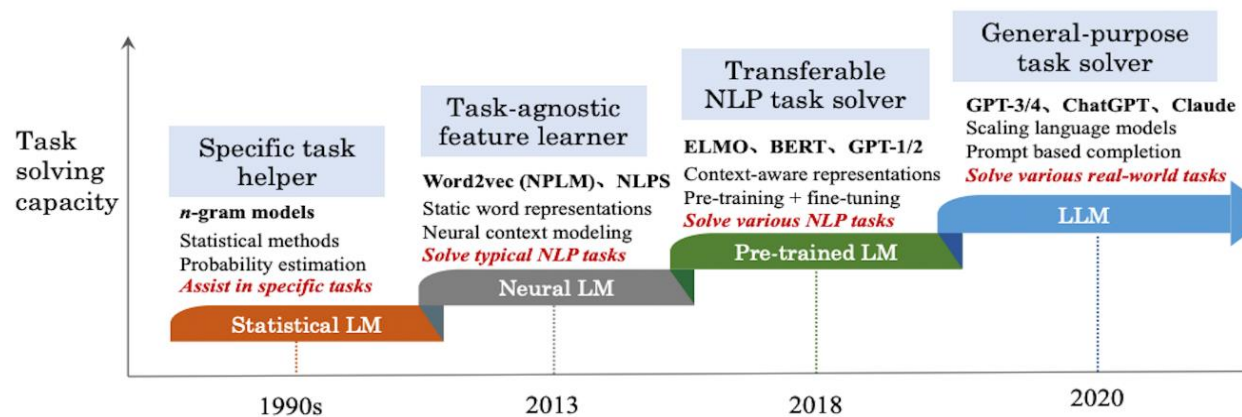 Task
solving
capacity
Specific task
helper
n-gram models
Statistical methods
Probability estimation
Assist in specific tasks
Statistical LM
1990s
Task-agnostic
feature learner
Word2vec (NPLM)、NLPS
Static word representations
Neural context modeling
Solve typical NLP tasks
Neural LM
2013
Transferable
NLP task solver
ELMO、BERT、GPT-1/2
Context-aware representations
Pre-training + fine-tuning
Solve various NLP tasks
Pre-trained LM
2018
General-purpose
task solver
GPT-3/4、ChatGPT、Claude
Scaling language models
Prompt based completion
Solve various real-world tasks
LLM
2020